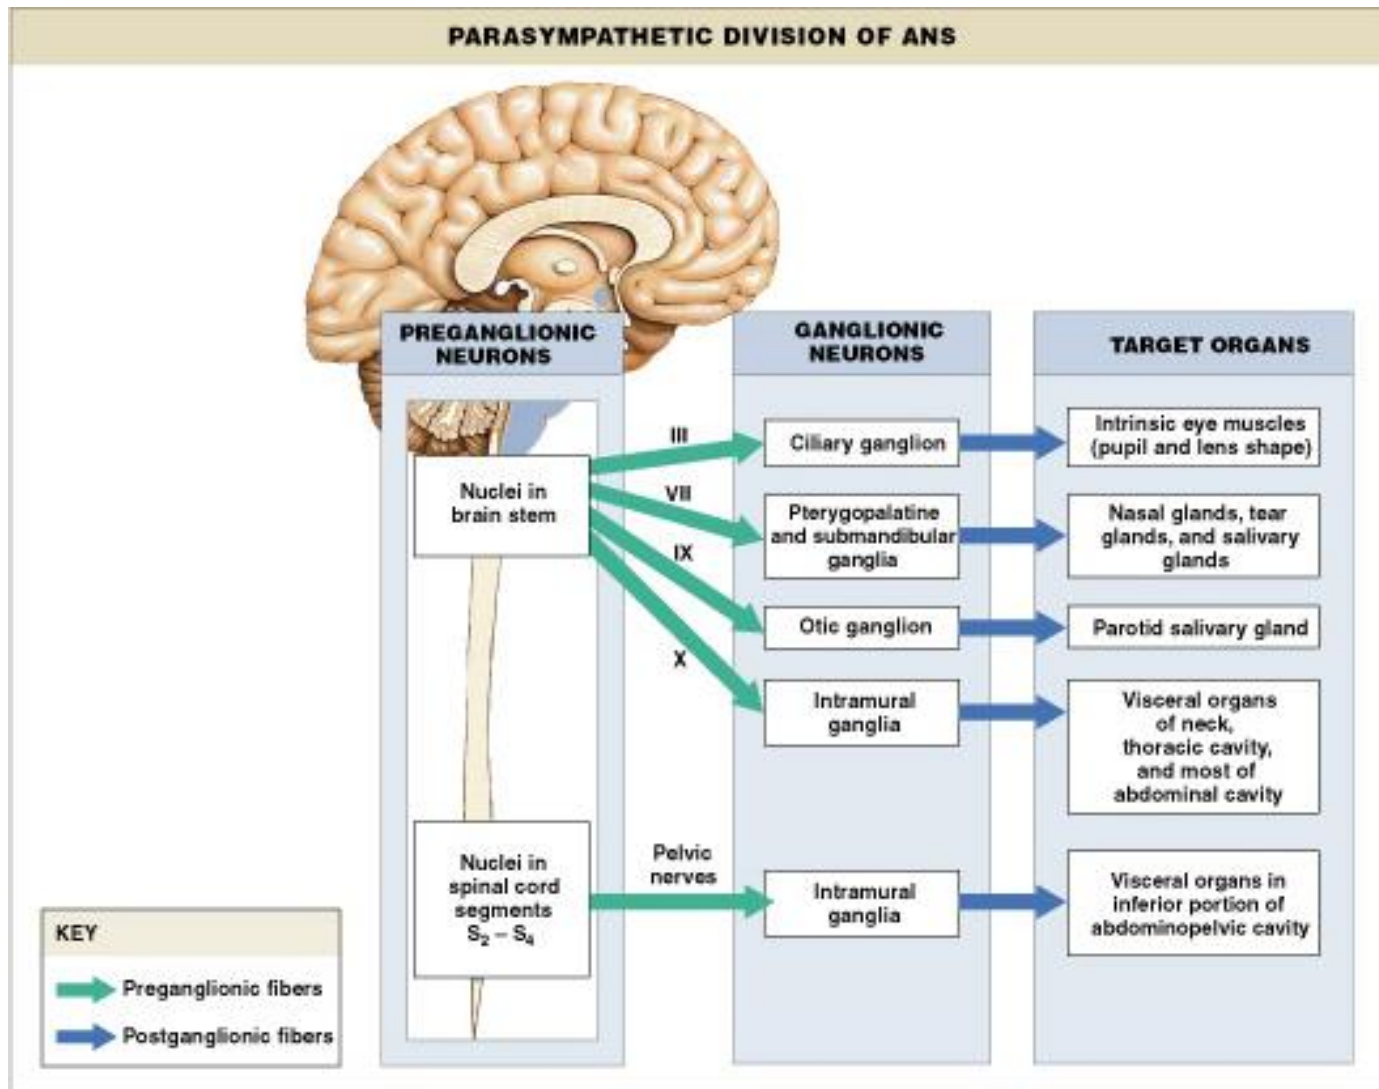 PARASYMPATHETIC DIVISION OF ANS
PREGANGLIONIC
NEURONS
GANGLIONIC
NEURONS
TARGET ORGANS
Nuclei in
brain stem
III
VII
IX
X
Ciliary ganglion
Intrinsic eye muscles
(pupil and lens shape)
Pterygopalatine
and submandibular
ganglia
Nasal glands, tear
glands, and salivary
glands
Otic ganglion
Parotid salivary gland
Intramural
ganglia
Visceral organs
of neck,
thoracic cavity,
and most of
abdominal cavity
Nuclei in
spinal cord
segments
S₂ – S₄
Pelvic
nerves
Intramural
ganglia
Visceral organs in
inferior portion of
abdominopelvic cavity
KEY
Preganglionic fibers
Postganglionic fibers